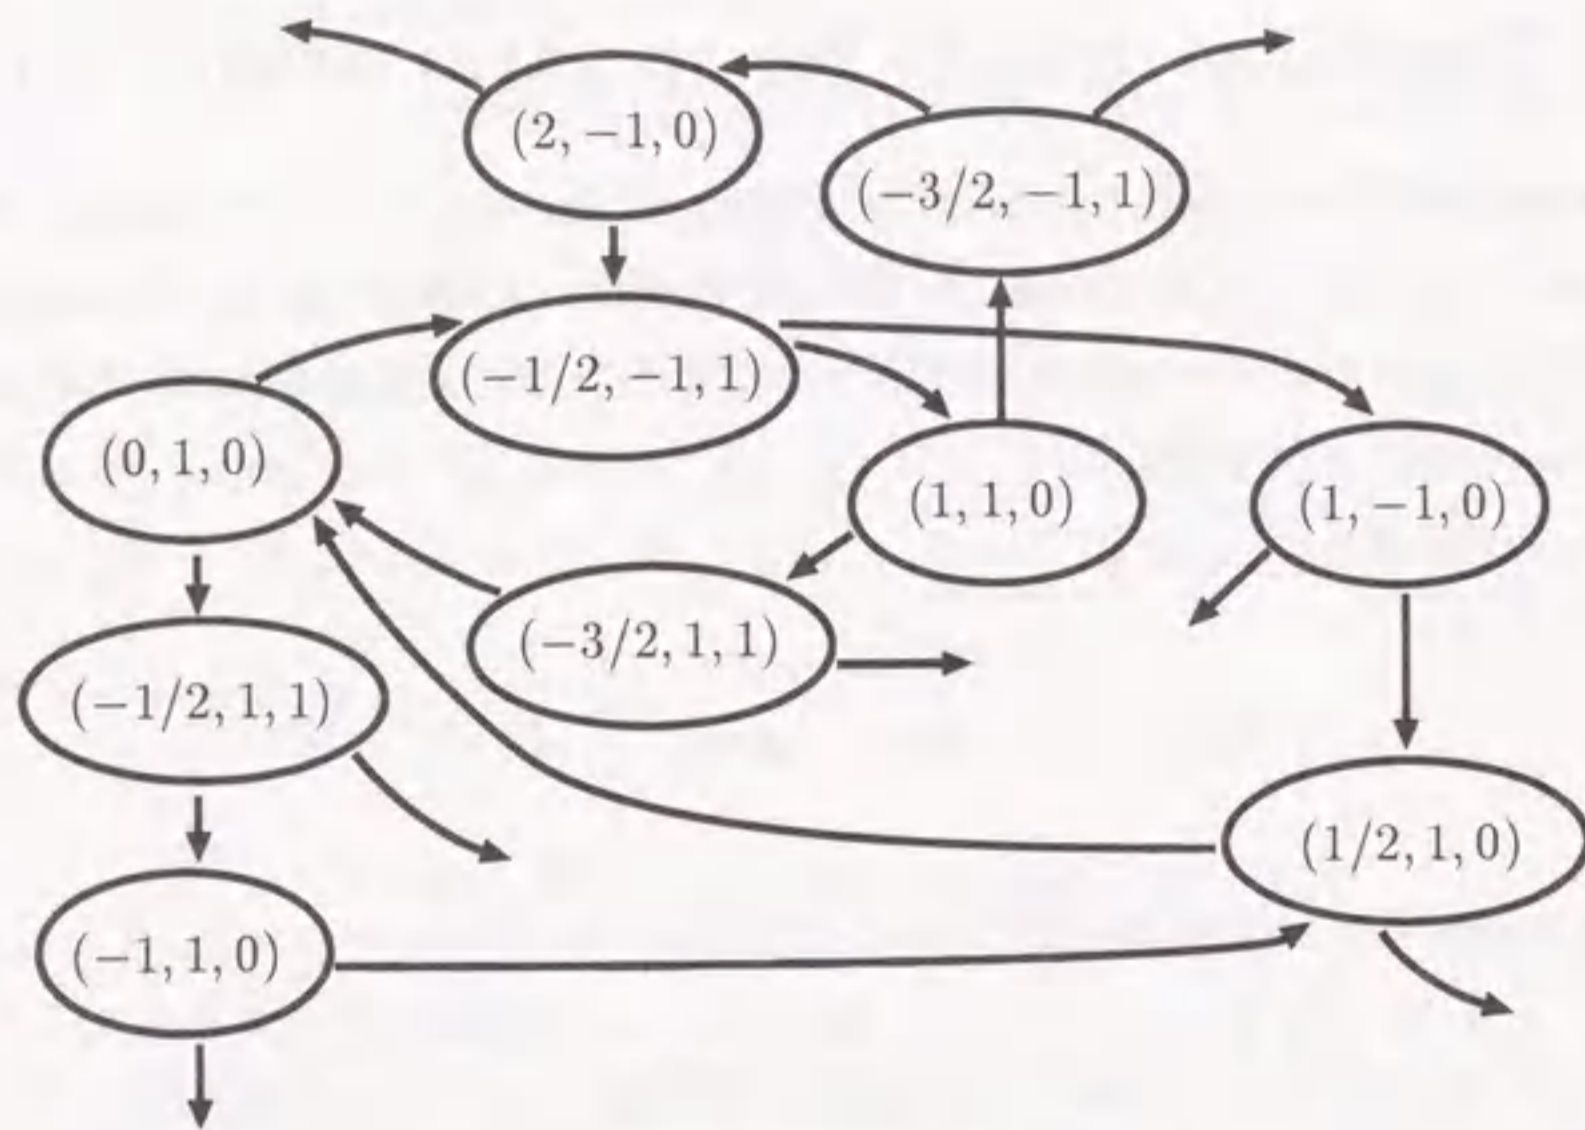 (2, −1, 0)
(−3/2, −1, 1)
(−1/2, −1, 1)
(0, 1, 0)
(1, 1, 0)
(1, −1, 0)
(−3/2, 1, 1)
(−1/2, 1, 1)
(1/2, 1, 0)
(−1, 1, 0)